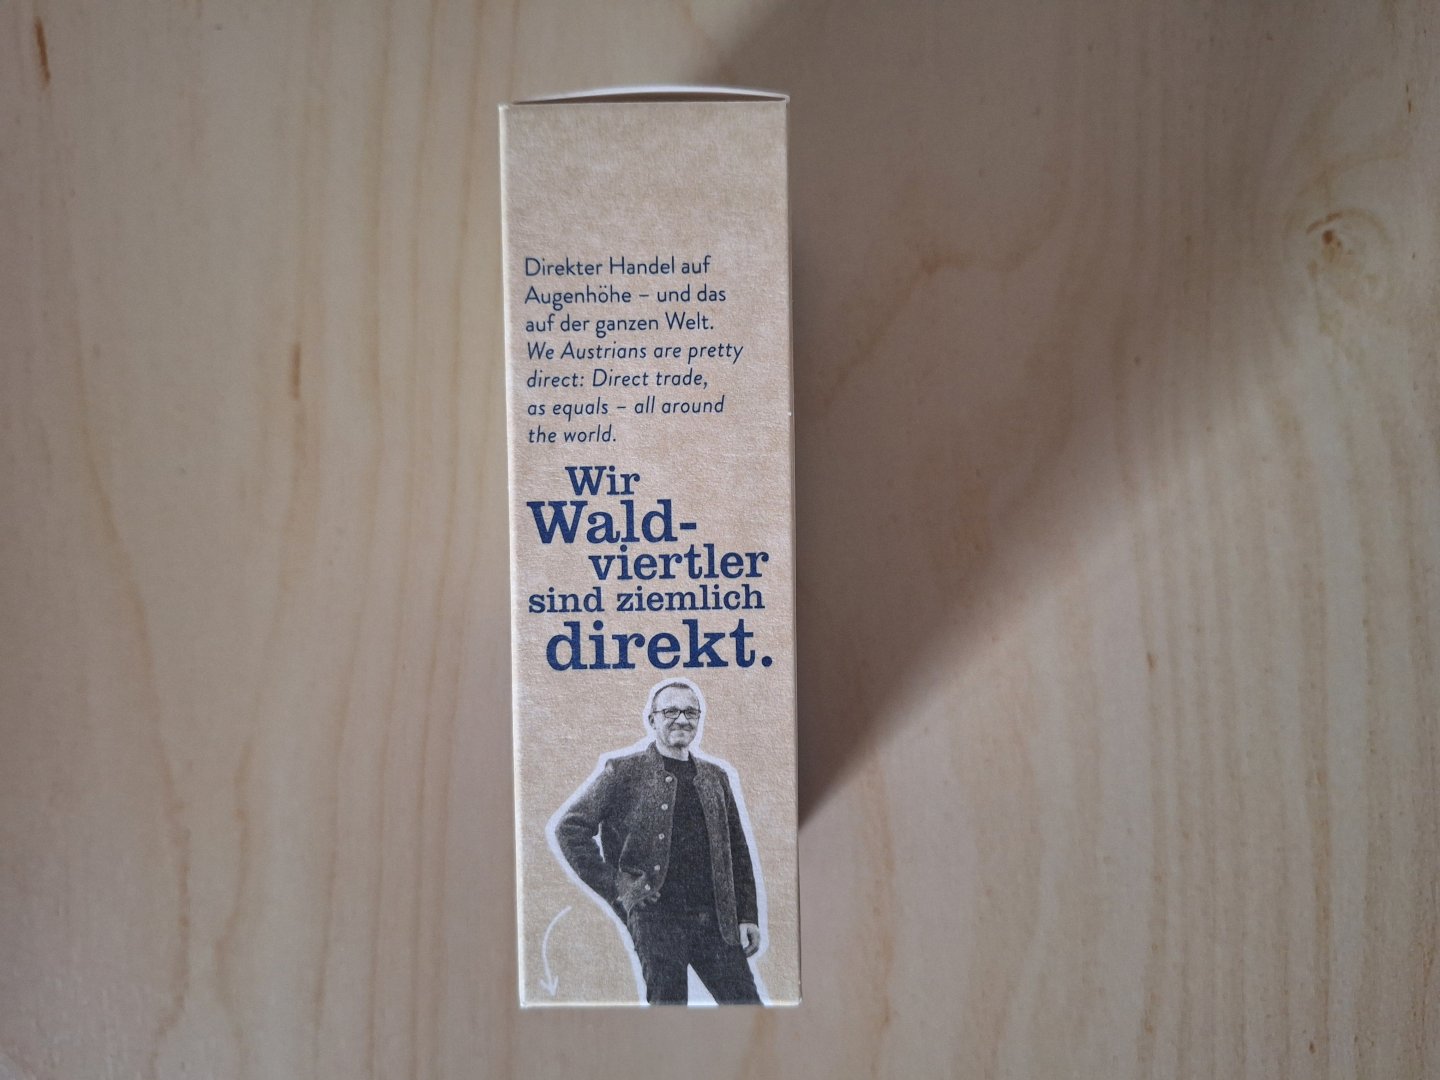 Direkter Handel auf
Augenhöhe – und das
auf der ganzen Welt.
We Austrians are pretty
direct: Direct trade,
as equals – all around
the world.
Wir
Wald-
viertler
sind ziemlich
direkt.